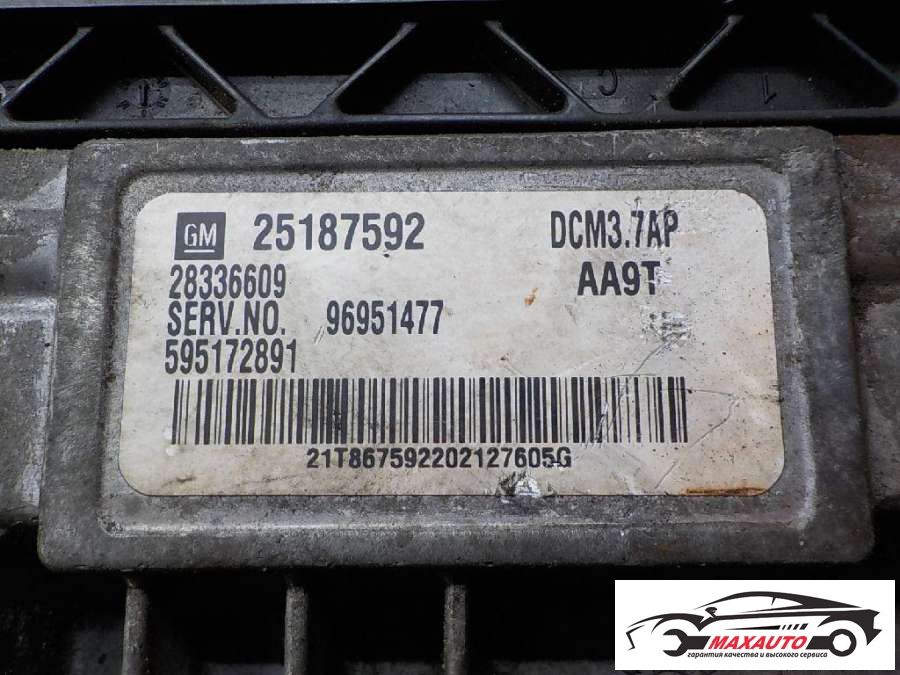 GM 25187592 DCM3.7AP
28336609 AA9T
SERV.NO. 96951477
595172891
21T867592202127605G
MAXAUTO
гарантия качества и высокого сервиса